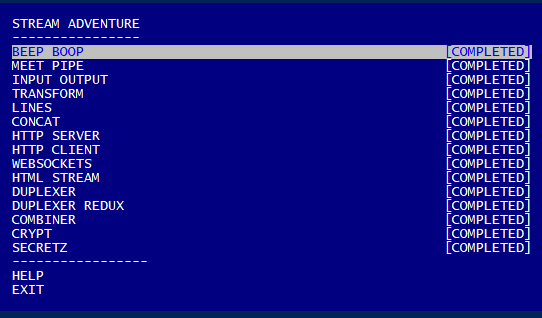 STREAM ADVENTURE
----------------
BEEP BOOP [COMPLETED]
MEET PIPE [COMPLETED]
INPUT OUTPUT [COMPLETED]
TRANSFORM [COMPLETED]
LINES [COMPLETED]
CONCAT [COMPLETED]
HTTP SERVER [COMPLETED]
HTTP CLIENT [COMPLETED]
WEBSOCKETS [COMPLETED]
HTML STREAM [COMPLETED]
DUPLEXER [COMPLETED]
DUPLEXER REDUX [COMPLETED]
COMBINER [COMPLETED]
CRYPT [COMPLETED]
SECRETZ [COMPLETED]
-----------------
HELP
EXIT